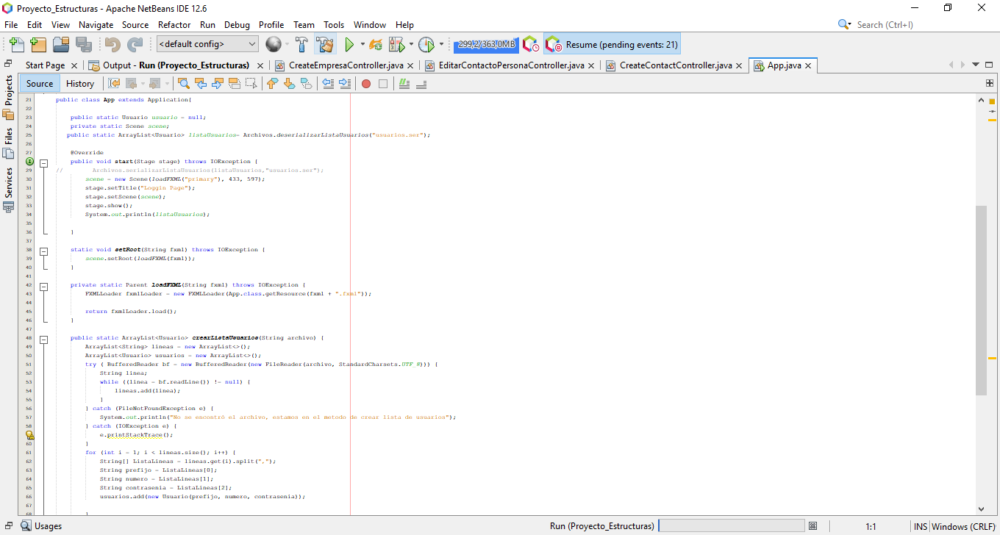 Proyecto_Estructuras - Apache NetBeans IDE 12.6
File Edit View Navigate Source Refactor Run Debug Profile Team Tools Window Help
Search (Ctrl+I)
<default config>
299,2/363,0MB
Resume (pending events: 21)
Start Page
Output - Run (Proyecto_Estructuras)
CreateEmpresaController.java
EditarContactoPersonaController.java
CreateContactController.java
App.java
Source History
Projects
Files
Services
21 public class App extends Application{
22
23 public static Usuario usuario = null;
24 private static Scene scene;
25 public static ArrayList<Usuario> listaUsuarios= Archivos.deserializarListaUsuarios("usuarios.ser");
26
27 @Override
public void start(Stage stage) throws IOException {
29 // Archivos.serializarListaUsuarios(listaUsuarios,"usuarios.ser");
30 scene = new Scene(loadFXML("primary"), 433, 597);
31 stage.setTitle("Loggin Page");
32 stage.setScene(scene);
33 stage.show();
34 System.out.println(listaUsuarios);
35
36 }
37
38 static void setRoot(String fxml) throws IOException {
39 scene.setRoot(loadFXML(fxml));
40 }
41
42 private static Parent loadFXML(String fxml) throws IOException {
43 FXMLLoader fxmlLoader = new FXMLLoader(App.class.getResource(fxml + ".fxml"));
44
45 return fxmlLoader.load();
46 }
47
48 public static ArrayList<Usuario> crearListaUsuarios(String archivo) {
49 ArrayList<String> lineas = new ArrayList<>();
50 ArrayList<Usuario> usuarios = new ArrayList<>();
51 try ( BufferedReader bf = new BufferedReader(new FileReader(archivo, StandardCharsets.UTF_8))) {
52 String linea;
53 while ((linea = bf.readLine()) != null) {
54 lineas.add(linea);
55 }
56 } catch (FileNotFoundException e) {
57 System.out.println("No se encontró el archivo, estamos en el metodo de crear lista de usuarios");
58 } catch (IOException e) {
e.printStackTrace();
60 }
61 for (int i = 1; i < lineas.size(); i++) {
62 String[] ListaLineas = lineas.get(i).split(",");
63 String prefijo = ListaLineas[0];
64 String numero = ListaLineas[1];
65 String contrasenia = ListaLineas[2];
66 usuarios.add(new Usuario(prefijo, numero, contrasenia));
67
68 }
Usages
Run (Proyecto_Estructuras)
1:1
INS
Windows (CRLF)